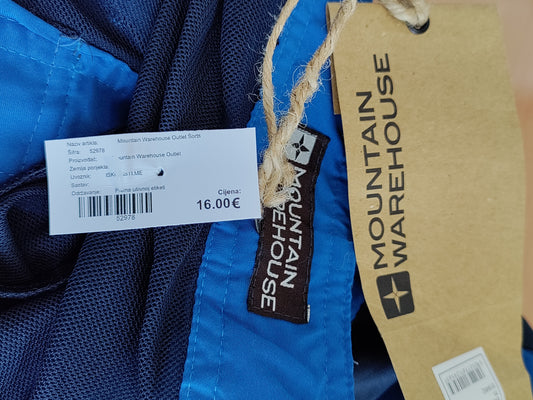 Naziv artikla: Mountain Warehouse Outlet Sorts
Šifra: 52978
Proizvođač: untain Warehouse Outlet
Zemlja porijekla:
Uvoznik:
Sastav:
Održavanje:
Cijena:
16.00€
52978
MOUNTAIN
WAREHOUSE
MOUNTAIN
WAREHOUSE